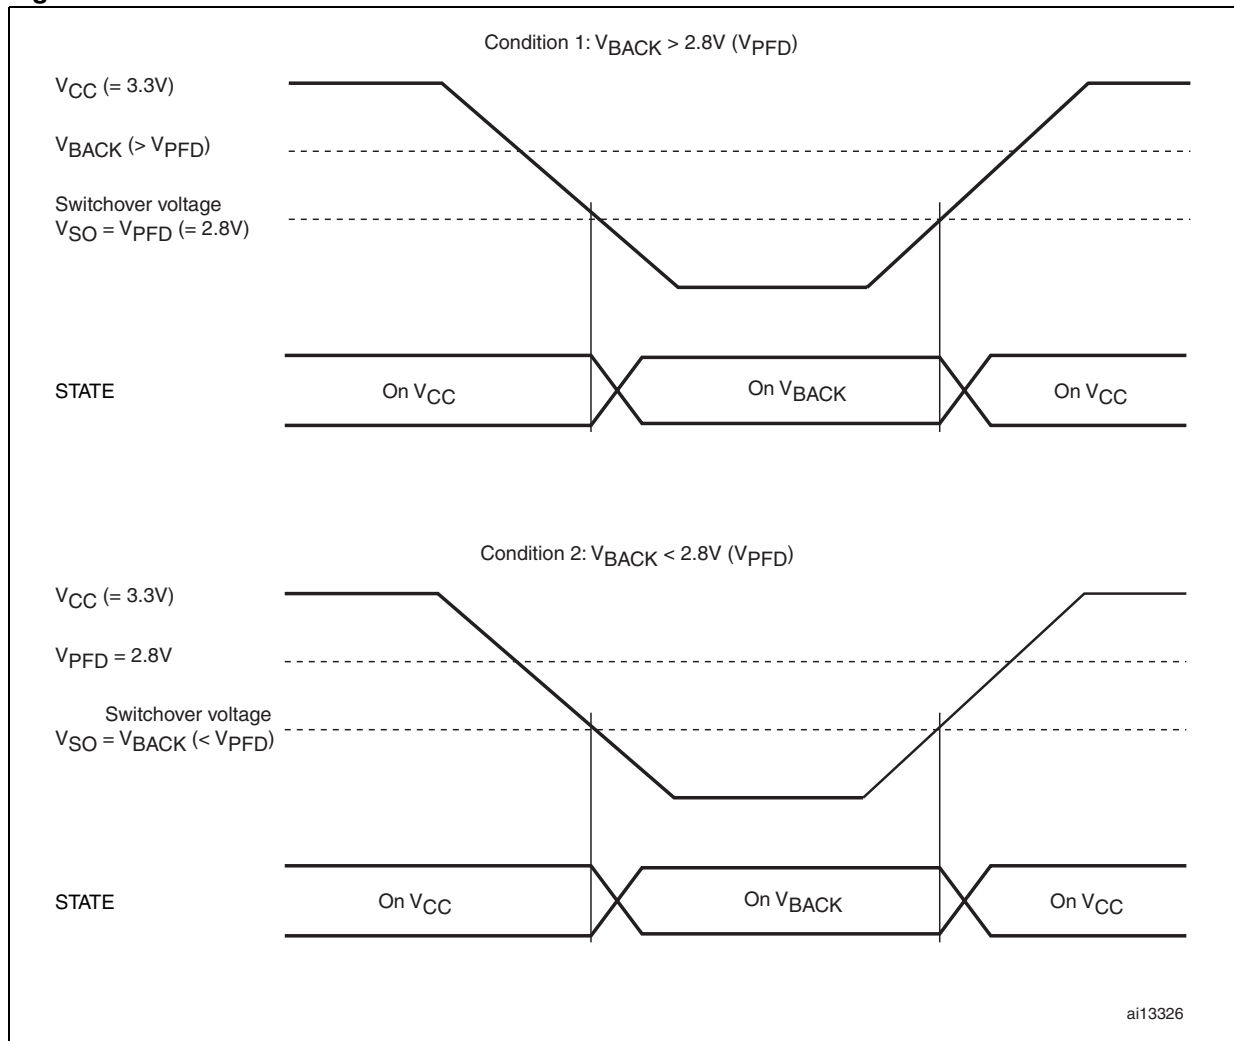 Condition 1: VBACK > 2.8V (VPFD)
VCC (= 3.3V)
VBACK (> VPFD)
Switchover voltage
VSO = VPFD (= 2.8V)
STATE
On VCC
On VBACK
On VCC
Condition 2: VBACK < 2.8V (VPFD)
VCC (= 3.3V)
VPFD = 2.8V
Switchover voltage
VSO = VBACK (< VPFD)
STATE
On VCC
On VBACK
On VCC
ai13326